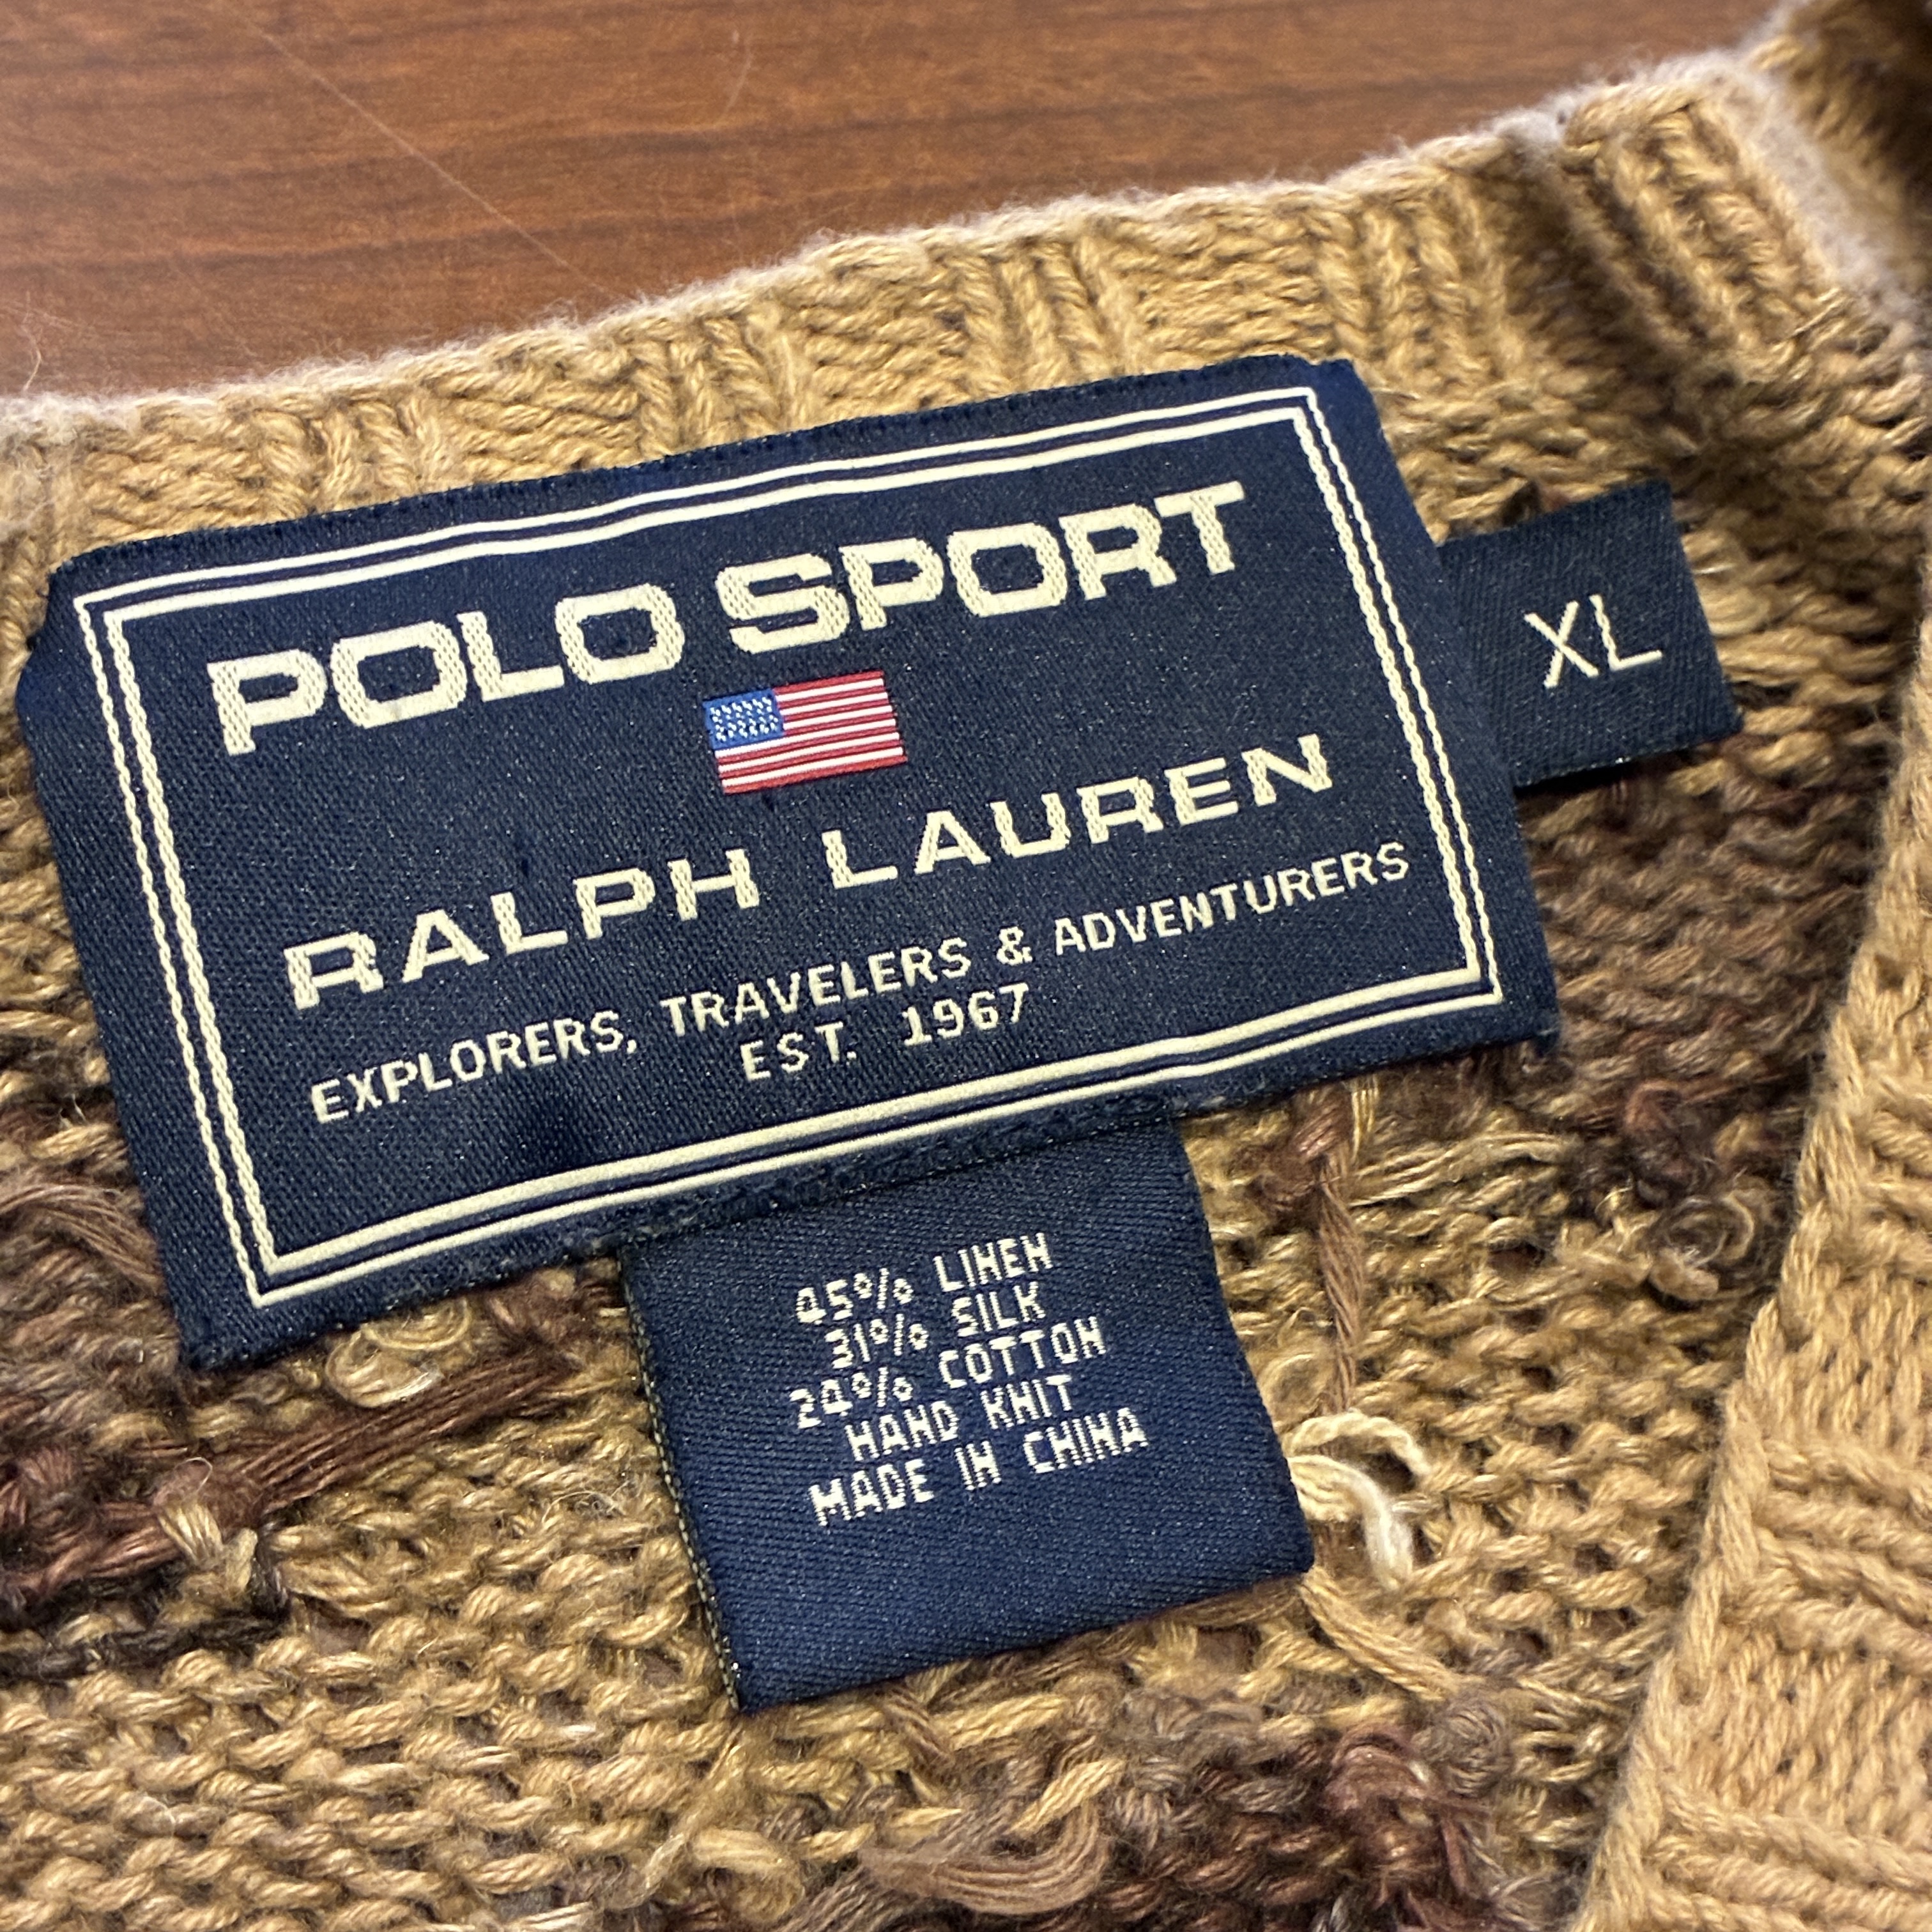 POLO SPORT
RALPH LAUREN
EXPLORERS, TRAVELERS & ADVENTURERS
EST. 1967
XL
45% LINEN
31% SILK
24% COTTON
HAND KNIT
MADE IN CHINA